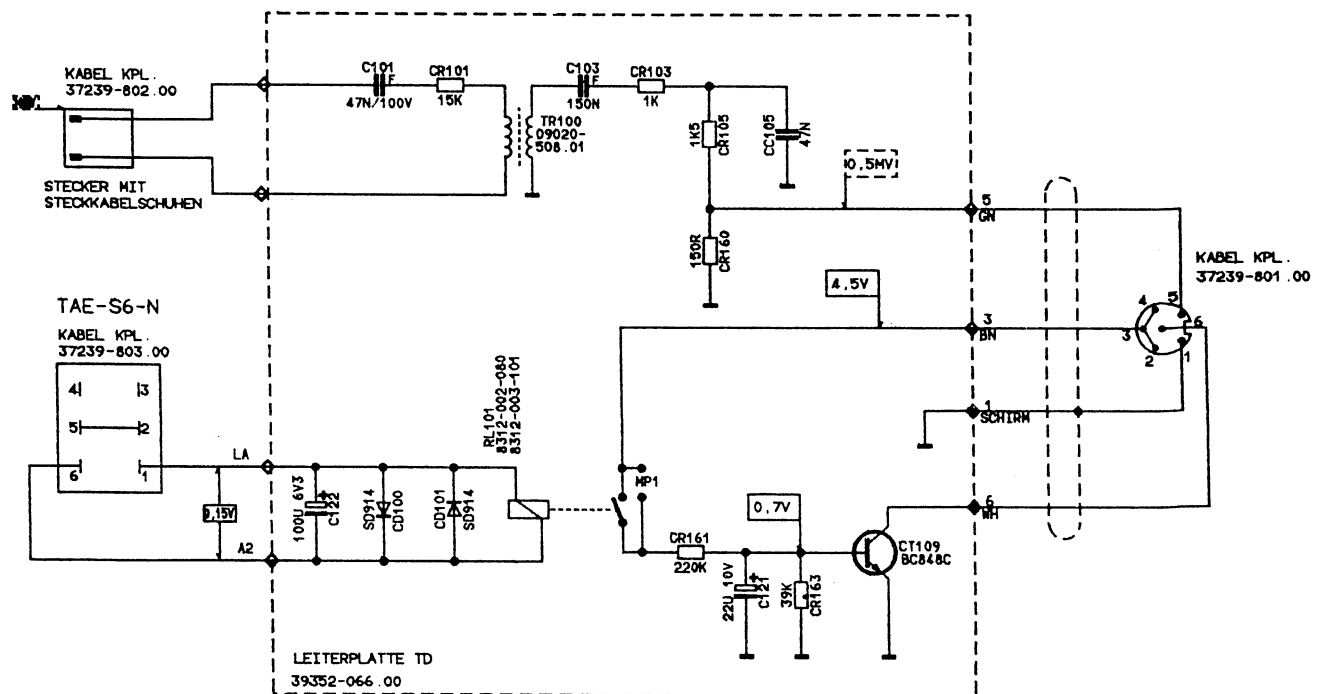 KABEL KPL.
37239-802.00
STECKER MIT
STECKKABELSCHUHEN
C101
F
47N/100V
CR101
15K
TR100
09020-
508.01
C103
F
150N
CR103
1K
1K5
CR105
CC105
47N
0,5MV
150R
CR160
5
GN
4,5V
3
BN
KABEL KPL.
37239-801.00
4
5
3
6
2
1
1
SCHIRM
TAE-S6-N
KABEL KPL.
37239-803.00
4
3
5
2
6
1
LA
0,15V
A2
100U 6V3
+
C122
SD914
CD100
CD101
SD914
RL101
8312-002-080
8312-003-101
MP1
0,7V
CR161
220K
22U 10V
+
C121
39K
CR163
CT109
BC848C
6
WH
LEITERPLATTE TD
39352-066.00